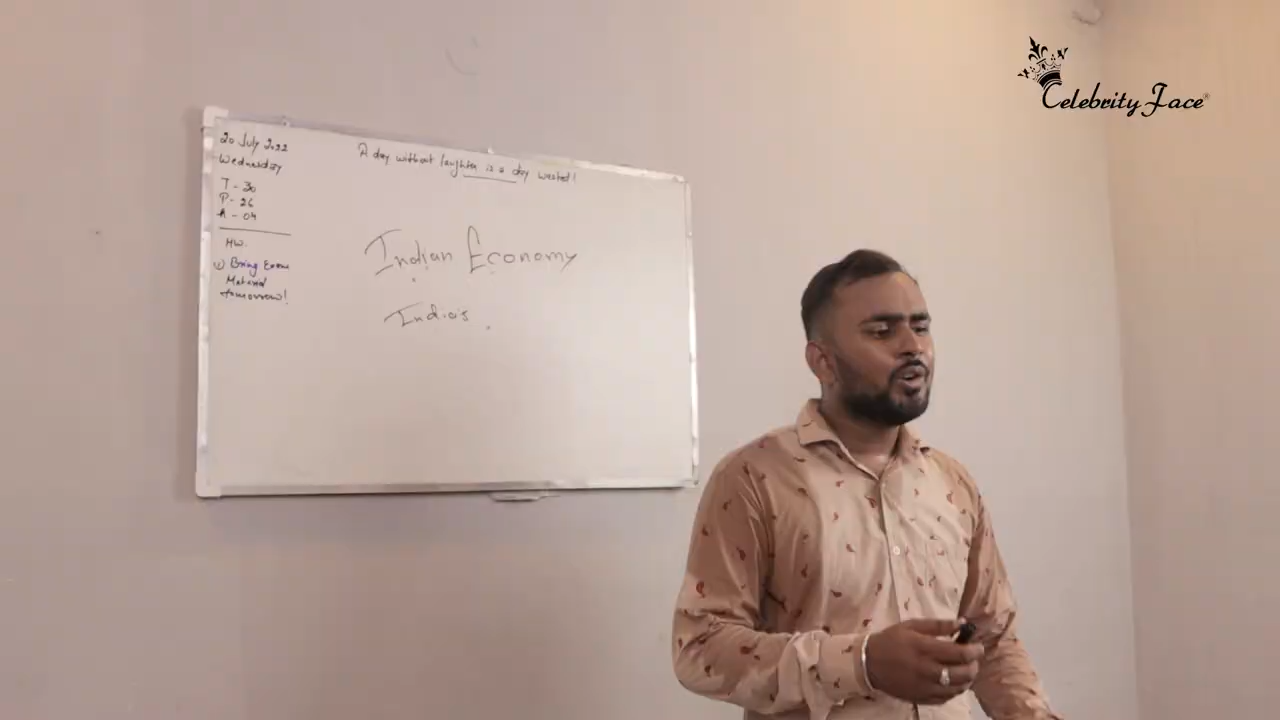 20 July 2022
Wednesday
T - 30
P - 26
A - 04
HW.
1) Bring Exam
Material
tomorrow!
A day without laughter is a day wasted!
Indian Economy
India's
Celebrity Face®